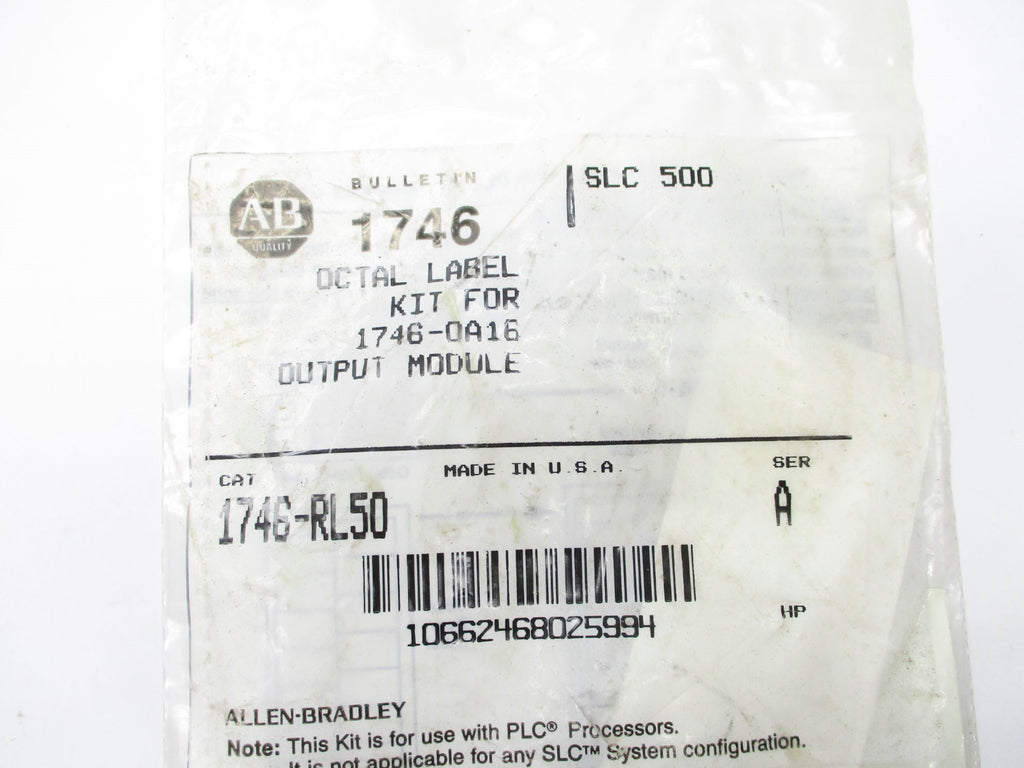 AB
QUALITY
BULLETIN
1746
SLC 500
OCTAL LABEL
KIT FOR
1746-OA16
OUTPUT MODULE
CAT
MADE IN U.S.A.
SER
1746-RL50
A
10662468025994
HP
ALLEN-BRADLEY
Note: This Kit is for use with PLC® Processors.
It is not applicable for any SLC™ System configuration.